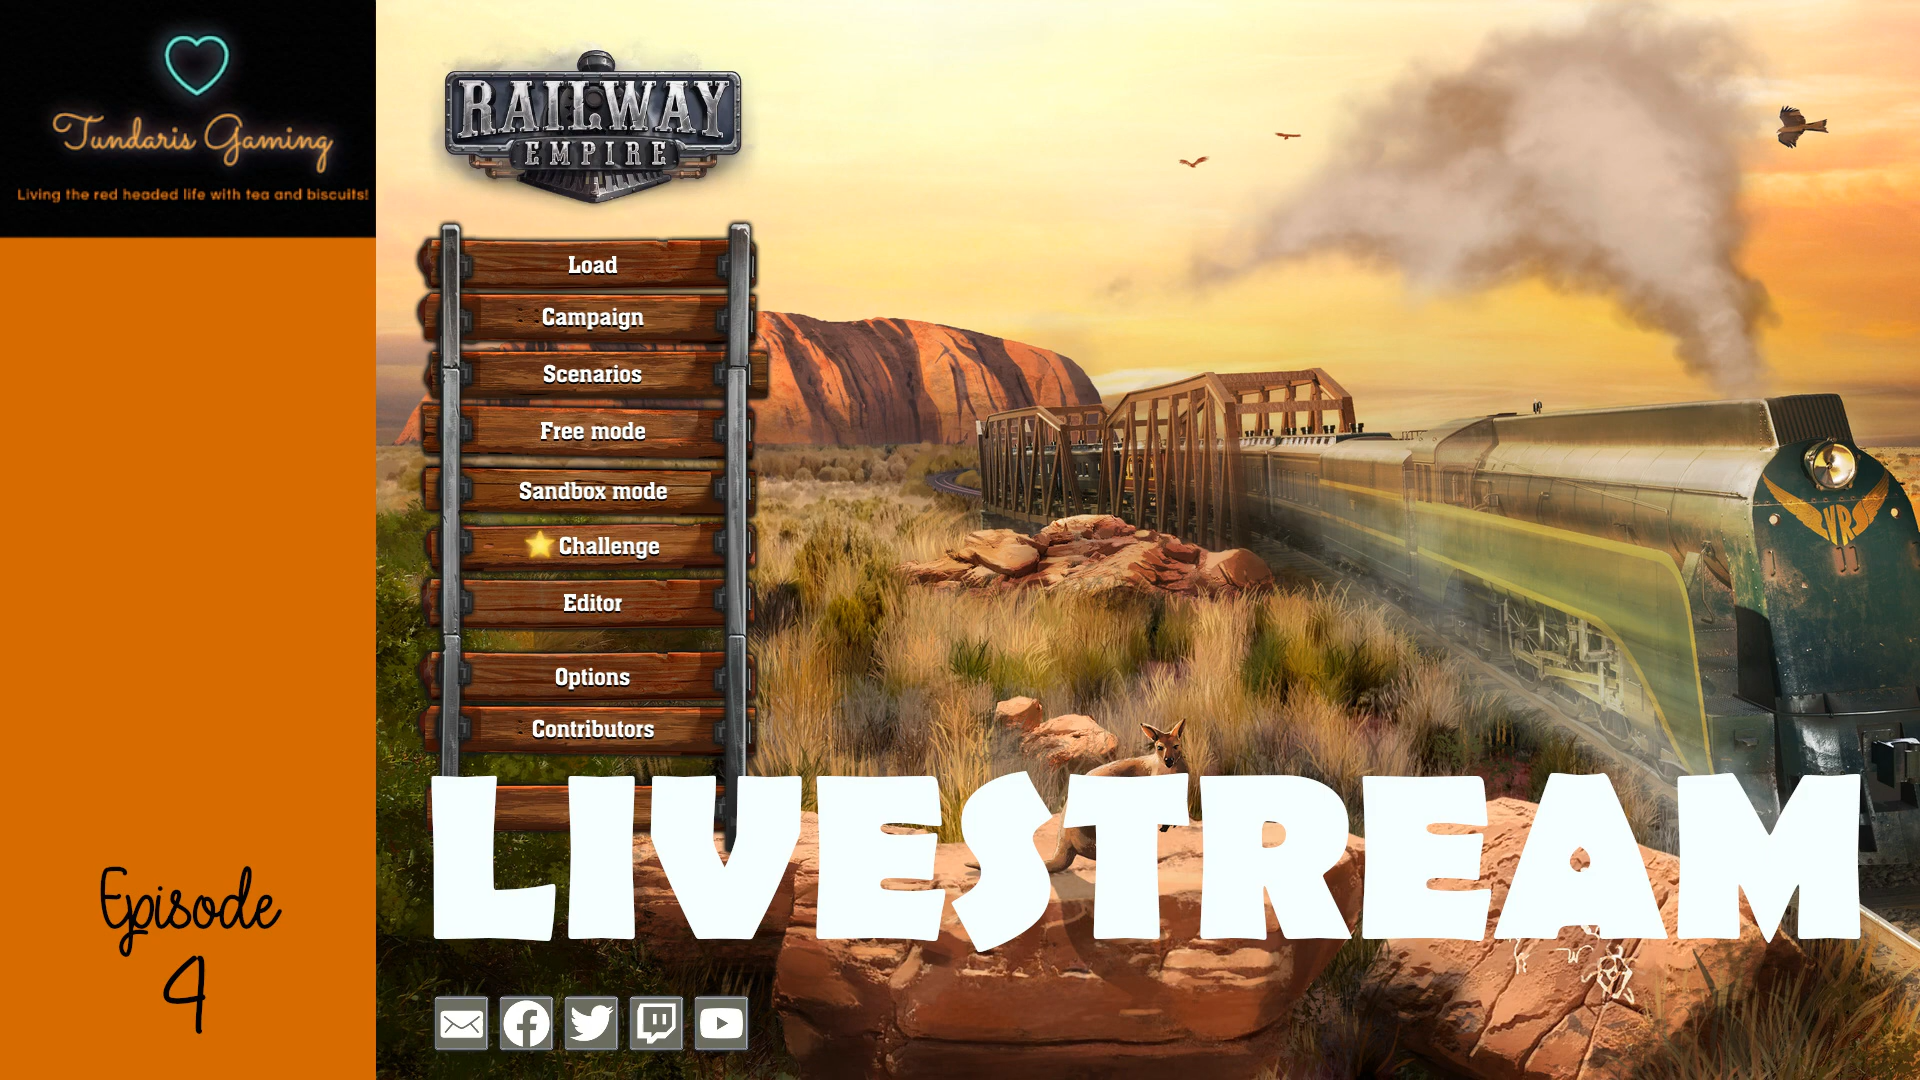 Tundaris Gaming
Living the red headed life with tea and biscuits!
Episode
4
RAILWAY
EMPIRE
Load
Campaign
Scenarios
Free mode
Sandbox mode
Challenge
Editor
Options
Contributors
LIVESTREAM
VRS